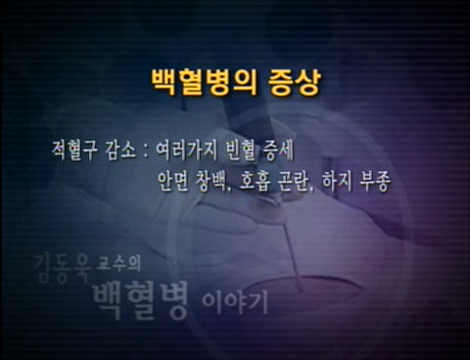 백혈병의 증상
적혈구 감소 : 여러가지 빈혈 증세
안면 창백, 호흡 곤란, 하지 부종
김동욱 교수의
백혈병 이야기